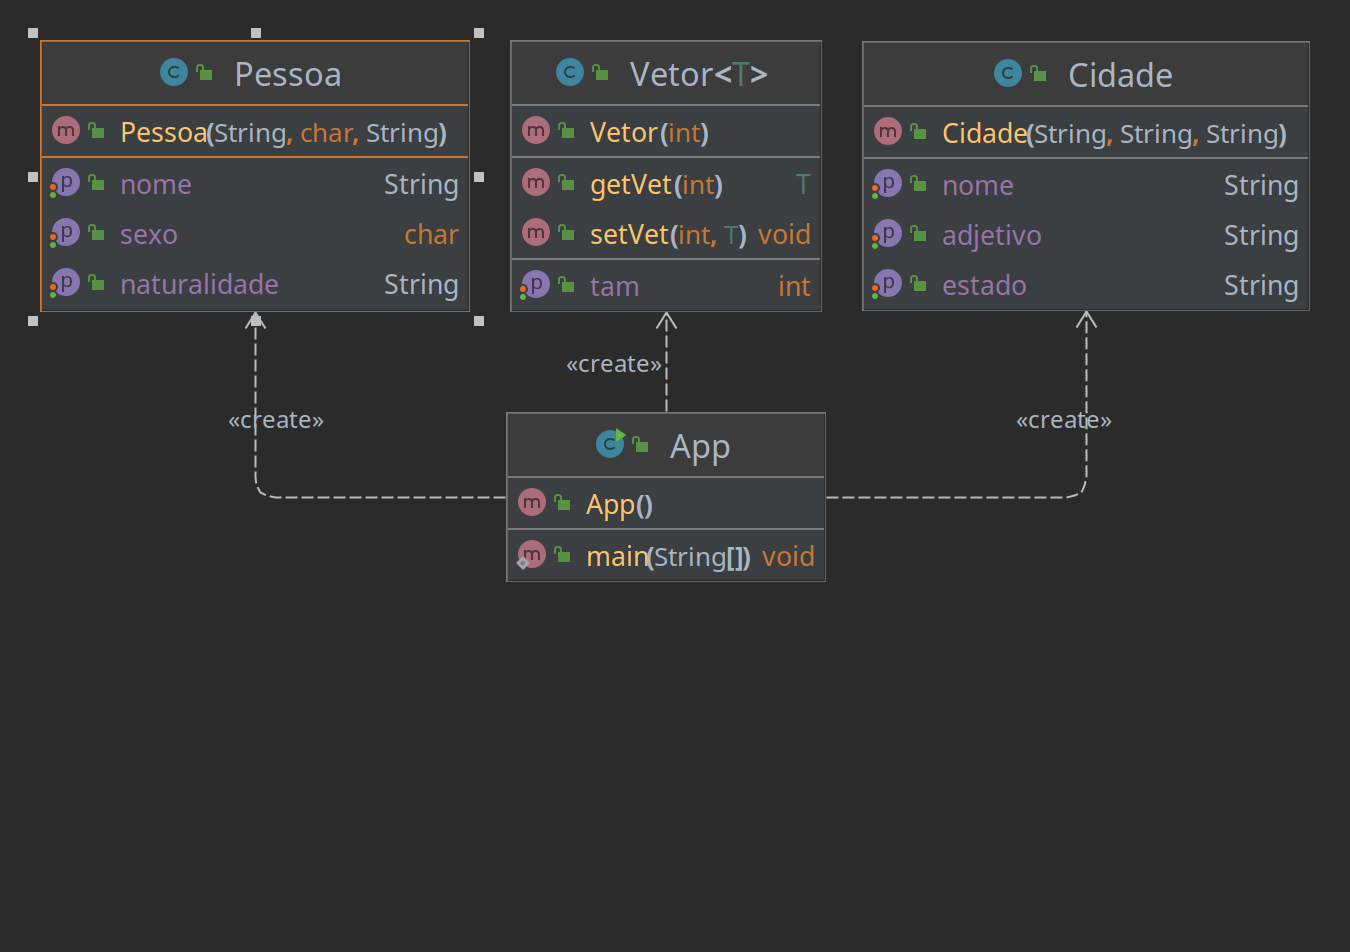 Pessoa
Pessoa(String, char, String)
nome String
sexo char
naturalidade String
Vetor<T>
Vetor(int)
getVet(int) T
setVet(int, T) void
tam int
Cidade
Cidade(String, String, String)
nome String
adjetivo String
estado String
«create»
«create»
«create»
App
App()
main(String[]) void